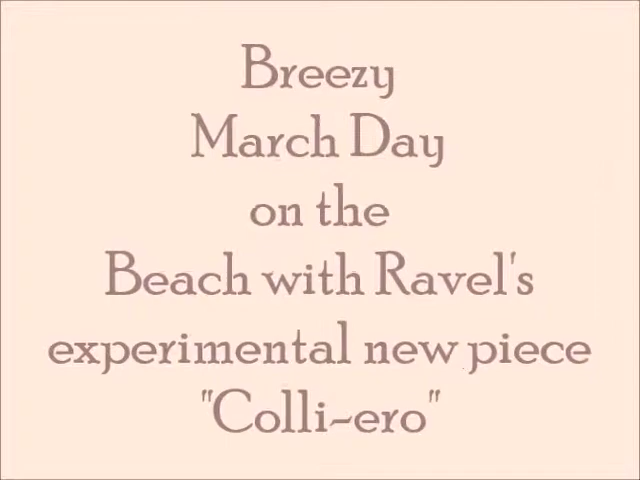 Breezy
March Day
on the
Beach with Ravel's
experimental new piece
"Colli-ero"